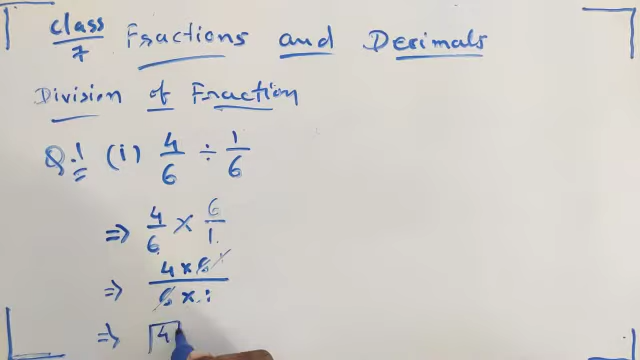 Class 7 Fractions and Decimals
Division of Fraction
Q.1 (i) 4/6 ÷ 1/6
⇒ 4/6 × 6/1
⇒ 4 × 6 / 6 × 1
⇒ 4